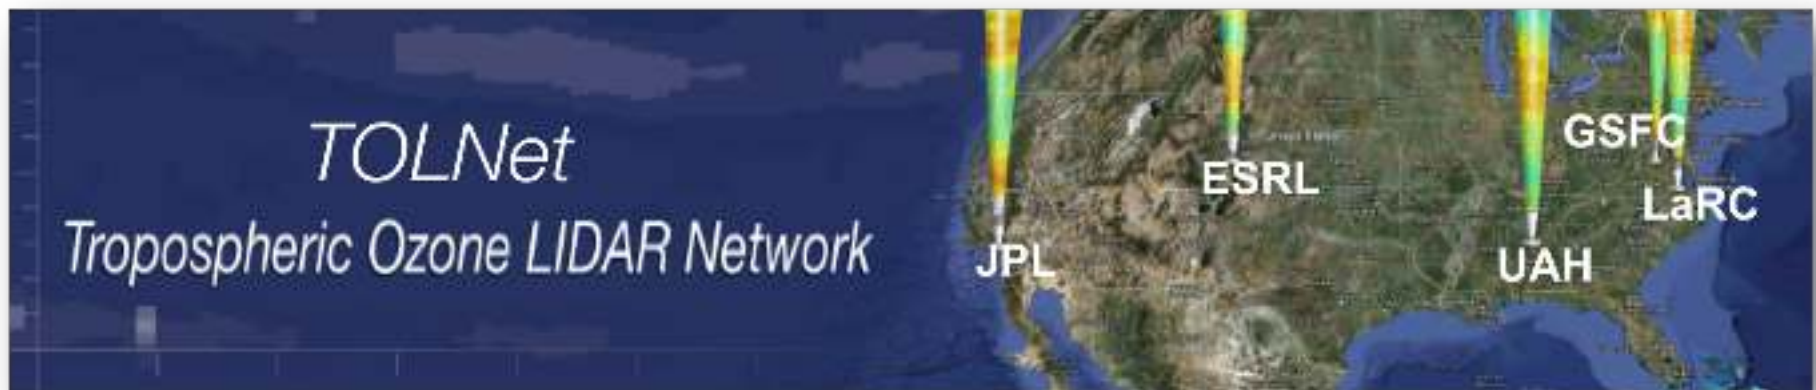 TOLNet
Tropospheric Ozone LIDAR Network
GSFC
ESRL
LaRC
JPL
UAH